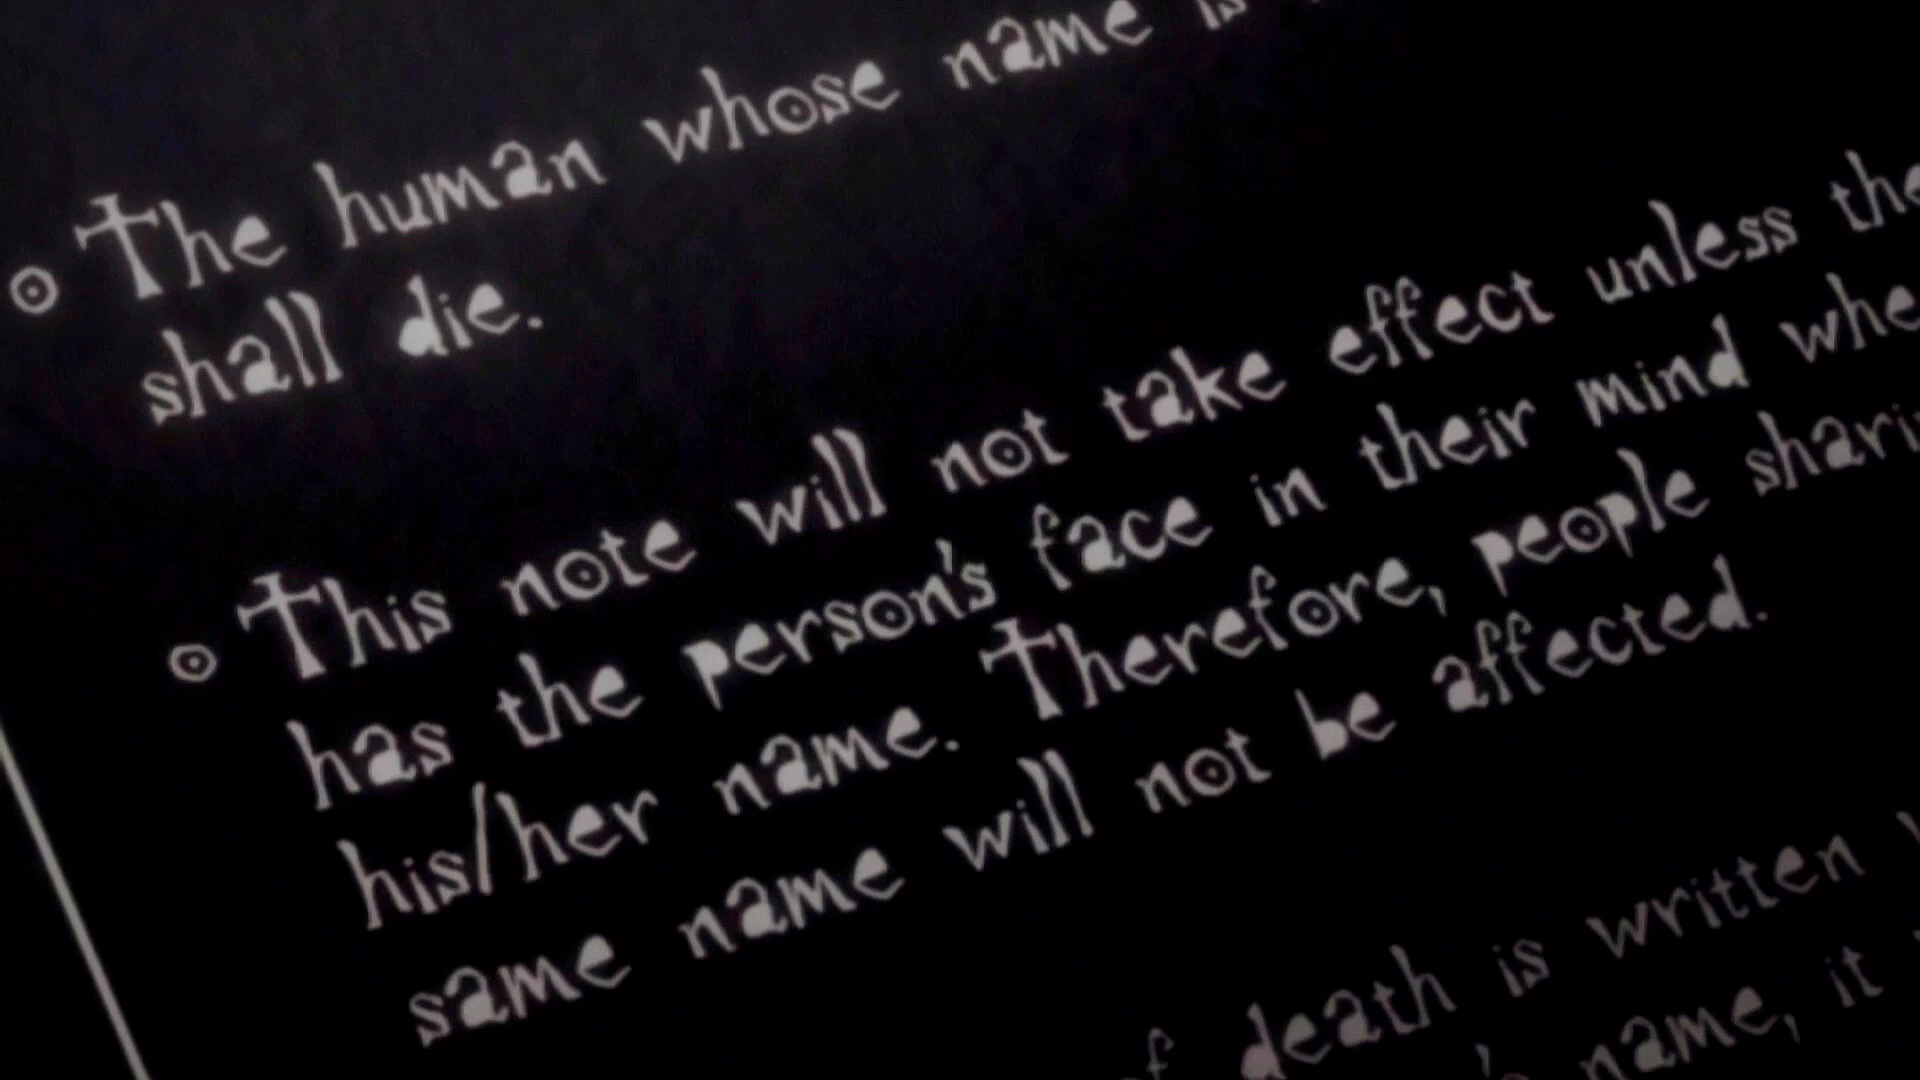 The human whose name is
shall die.
This note will not take effect unless the
has the person's face in their mind whe
his/her name. Therefore, people shari
same name will not be affected.
f death is written
's name, it